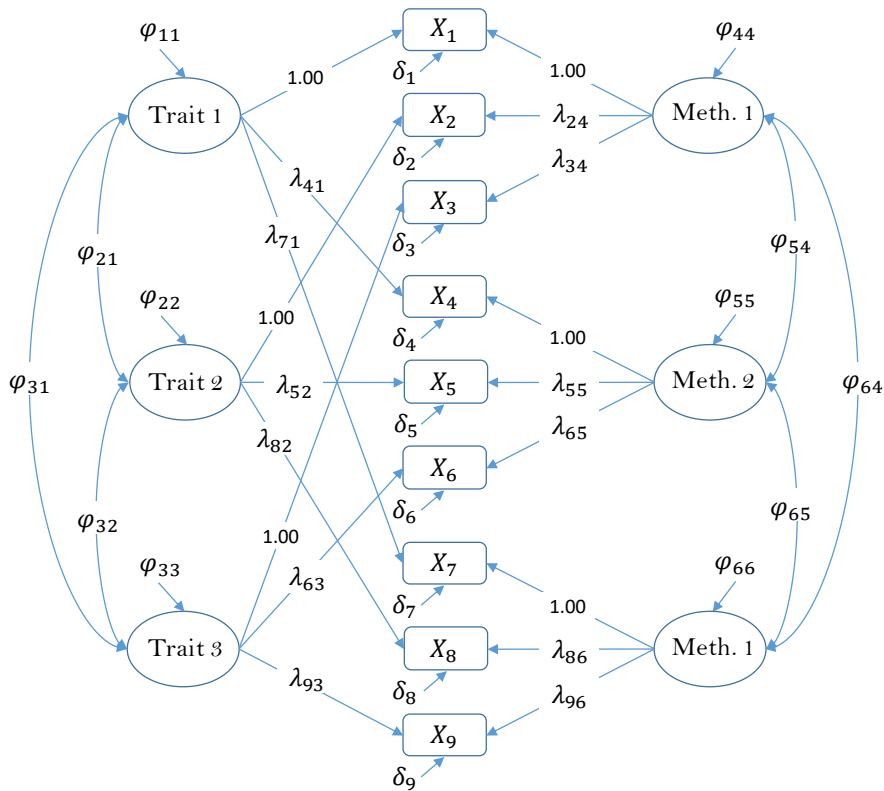 φ₁₁ X₁ φ₄₄
1.00 δ₁ 1.00
Trait 1 X₂ λ₂₄ Meth. 1
δ₂ λ₃₄
λ₄₁ X₃
λ₇₁ δ₃
φ₂₁ φ₅₄
φ₂₂ X₄ φ₅₅
1.00 δ₄ 1.00
φ₃₁ Trait 2 λ₅₂ X₅ λ₅₅ Meth. 2 φ₆₄
λ₈₂ δ₅ λ₆₅
X₆
φ₃₂ δ₆ φ₆₅
1.00
φ₃₃ λ₆₃ X₇ φ₆₆
δ₇ 1.00
Trait 3 X₈ λ₈₆ Meth. 1
λ₉₃ δ₈ λ₉₆
X₉
δ₉